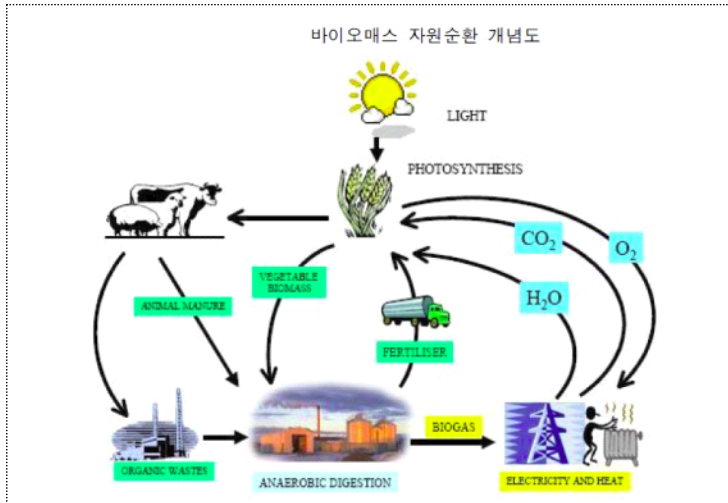 바이오매스 자원순환 개념도
LIGHT
PHOTOSYNTHESIS
CO2
O2
VEGETABLE
BIOMASS
H2O
ANIMAL MANURE
FERTILISER
BIOGAS
ORGANIC WASTES
ANAEROBIC DIGESTION
ELECTRICITY AND HEAT